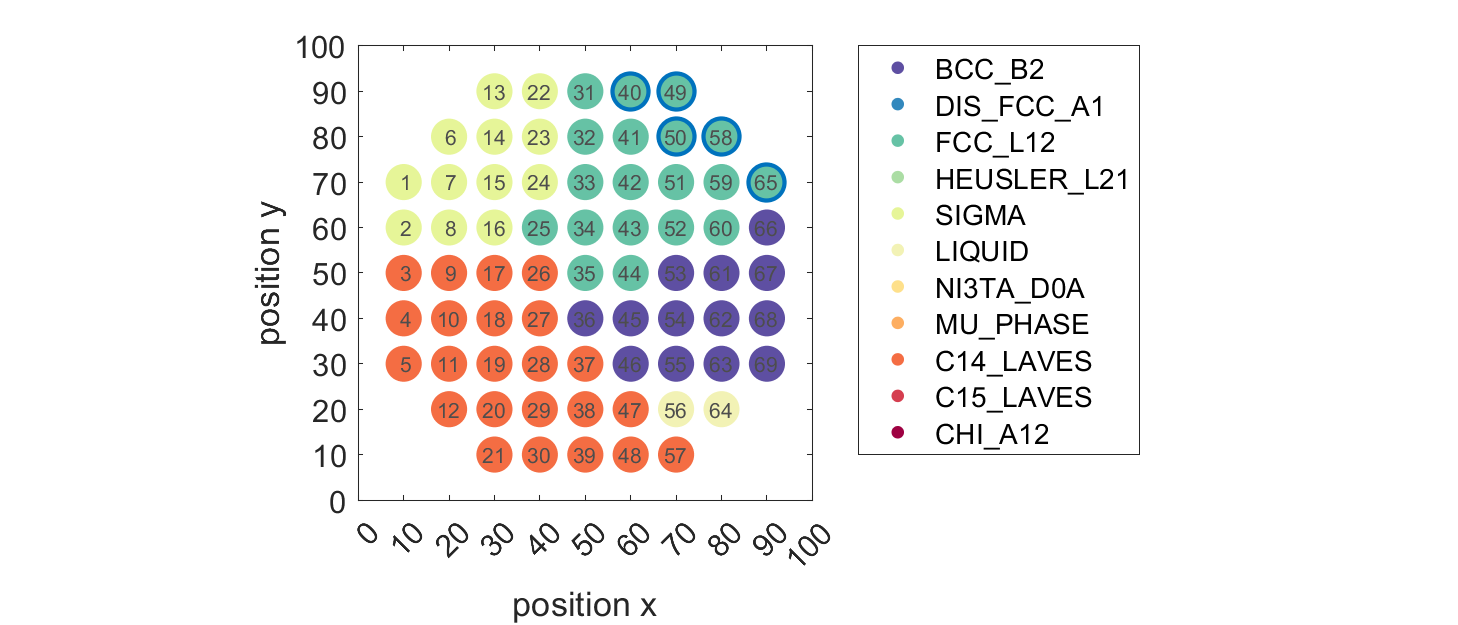 100
90
80
70
60
50
40
30
20
10
0
13 22 31 40 49
6 14 23 32 41 50 58
1 7 15 24 33 42 51 59 65
2 8 16 25 34 43 52 60 66
3 9 17 26 35 44 53 61 67
4 10 18 27 36 45 54 62 68
5 11 19 28 37 46 55 63 69
12 20 29 38 47 56 64
21 30 39 48 57
0 10 20 30 40 50 60 70 80 90 100
position x
position y
BCC_B2
DIS_FCC_A1
FCC_L12
HEUSLER_L21
SIGMA
LIQUID
NI3TA_D0A
MU_PHASE
C14_LAVES
C15_LAVES
CHI_A12